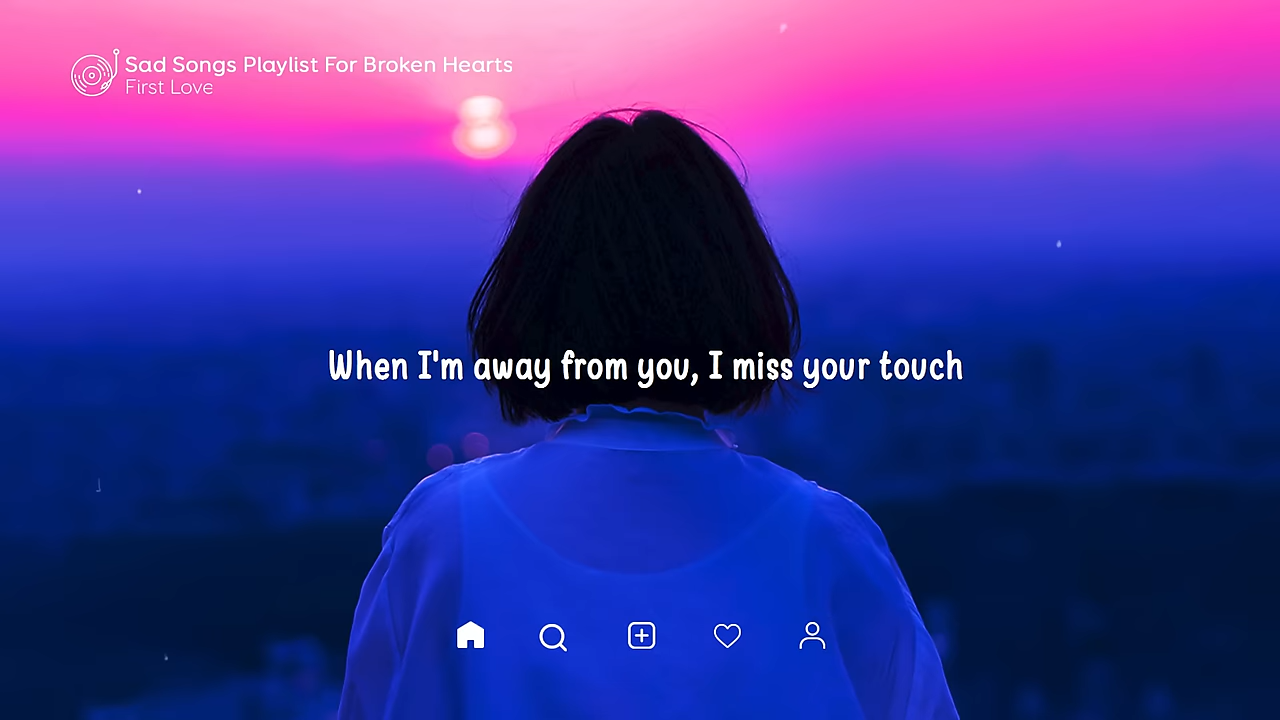 Sad Songs Playlist For Broken Hearts
First Love
When I'm away from you, I miss your touch